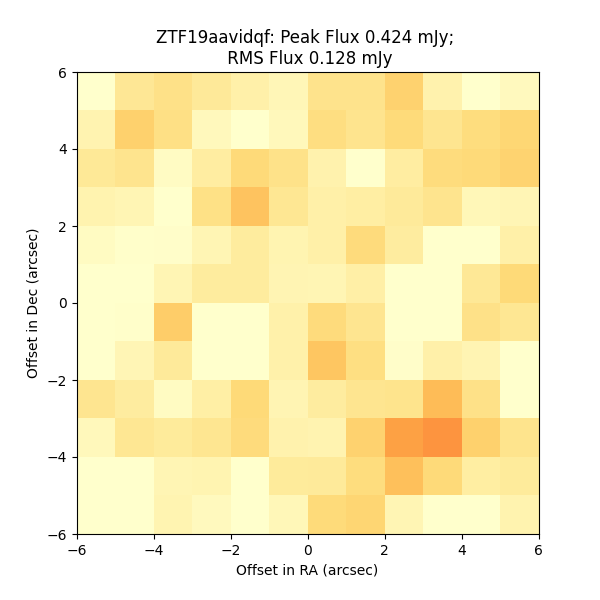 ZTF19aavidqf: Peak Flux 0.424 mJy;
RMS Flux 0.128 mJy
6
4
2
0
−2
−4
−6
Offset in Dec (arcsec)
−6 −4 −2 0 2 4 6
Offset in RA (arcsec)